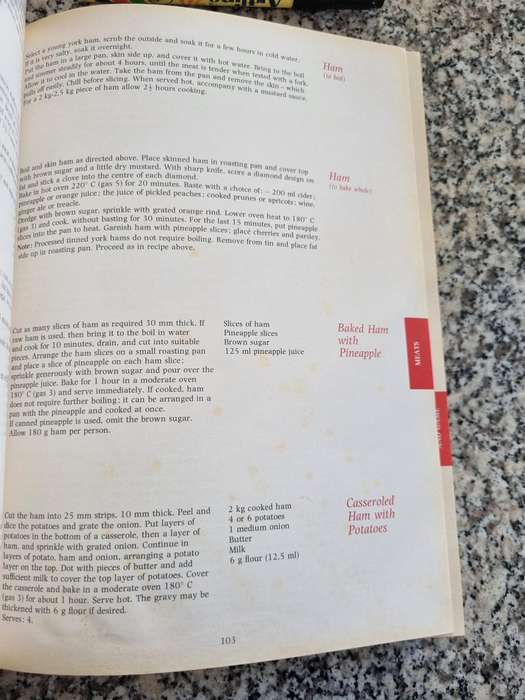 Select a young york ham, scrub the outside and soak it for a few hours in cold water.
If it is very salty, soak it overnight.
Put the ham in a large pan, skin side up, and cover it with hot water. Bring to the boil
and simmer steadily for about 4 hours, until the meat is tender when tested with a fork.
Allow it to cool in the water. Take the ham from the pan and remove the skin – which
pulls off easily. Chill before slicing. When served hot, accompany with a mustard sauce.
For a 2 kg-2,5 kg piece of ham allow 2½ hours cooking.
Ham
(to boil)
Boil and skin ham as directed above. Place skinned ham in roasting pan and cover top
with brown sugar and a little dry mustard. With sharp knife, score a diamond design on
fat and stick a clove into the centre of each diamond.
Bake in hot oven 220° C (gas 5) for 20 minutes. Baste with a choice of: – 200 ml cider;
pineapple or orange juice; the juice of pickled peaches; cooked prunes or apricots; wine,
ginger ale or treacle.
Dredge with brown sugar, sprinkle with grated orange rind. Lower oven heat to 180° C
(gas 3) and cook, without basting for 30 minutes. For the last 15 minutes, put pineapple
slices into the pan to heat. Garnish ham with pineapple slices; glacé cherries and parsley.
Note: Processed tinned york hams do not require boiling. Remove from tin and place fat
side up in roasting pan. Proceed as in recipe above.
Ham
(to bake whole)
Cut as many slices of ham as required 30 mm thick. If
raw ham is used, then bring it to the boil in water
and cook for 10 minutes, drain, and cut into suitable
pieces. Arrange the ham slices on a small roasting pan
and place a slice of pineapple on each ham slice;
sprinkle generously with brown sugar and pour over the
pineapple juice. Bake for 1 hour in a moderate oven
180° C (gas 3) and serve immediately. If cooked, ham
does not require further boiling; it can be arranged in a
pan with the pineapple and cooked at once.
If canned pineapple is used, omit the brown sugar.
Allow 180 g ham per person.
Slices of ham
Pineapple slices
Brown sugar
125 ml pineapple juice
Baked Ham
with
Pineapple
MEATS
AND GAME
Cut the ham into 25 mm strips, 10 mm thick. Peel and
slice the potatoes and grate the onion. Put layers of
potatoes in the bottom of a casserole, then a layer of
ham, and sprinkle with grated onion. Continue in
layers of potato, ham and onion, arranging a potato
layer on the top. Dot with pieces of butter and add
sufficient milk to cover the top layer of potatoes. Cover
the casserole and bake in a moderate oven 180° C
(gas 3) for about 1 hour. Serve hot. The gravy may be
thickened with 6 g flour if desired.
Serves: 4.
2 kg cooked ham
4 or 6 potatoes
1 medium onion
Butter
Milk
6 g flour (12.5 ml)
Casseroled
Ham with
Potatoes
103